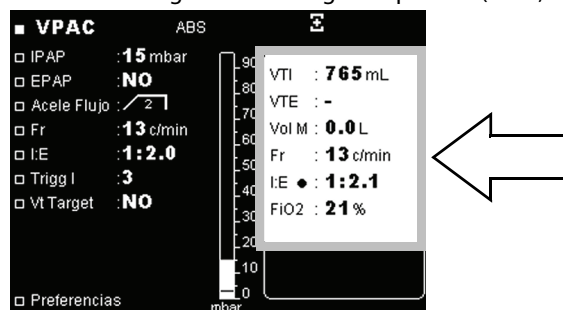 ■ VPAC ABS
IPAP :15 mbar
EPAP :NO
Acele Flujo : 2
Fr :13 c/min
I:E :1:2.0
Trigg I :3
Vt Target :NO
Preferencias
90
80
70
60
50
40
30
20
10
0
mbar
VTI : 765 mL
VTE : -
Vol M : 0.0 L
Fr : 13 c/min
I:E ● : 1:2.1
FiO2 : 21 %